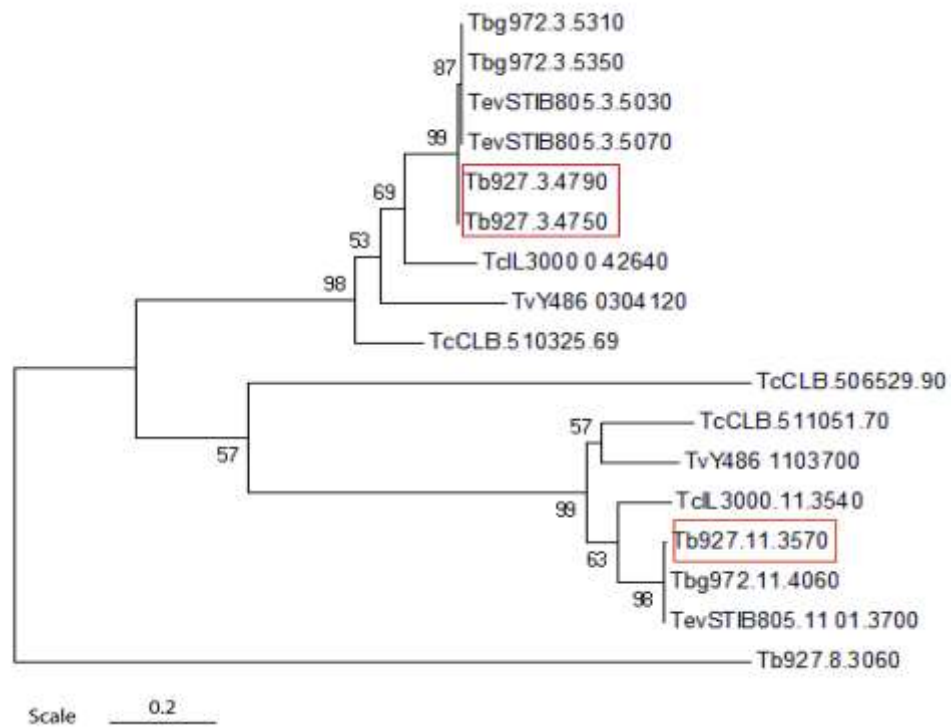 Tbg972.3.5310
Tbg972.3.5350
87
TevSTIB805.3.5030
TevSTIB805.3.5070
99
Tb927.3.4790
69
Tb927.3.4750
53
TcIL3000 0 42640
98
TvY486 0304120
TcCLB.510325.69
TcCLB.506529.90
57
TcCLB.511051.70
57
TvY486 1103700
99
TcIL3000.11.3540
Tb927.11.3570
63
Tbg972.11.4060
98
TevSTIB805.11 01.3700
Tb927.8.3060
Scale 0.2